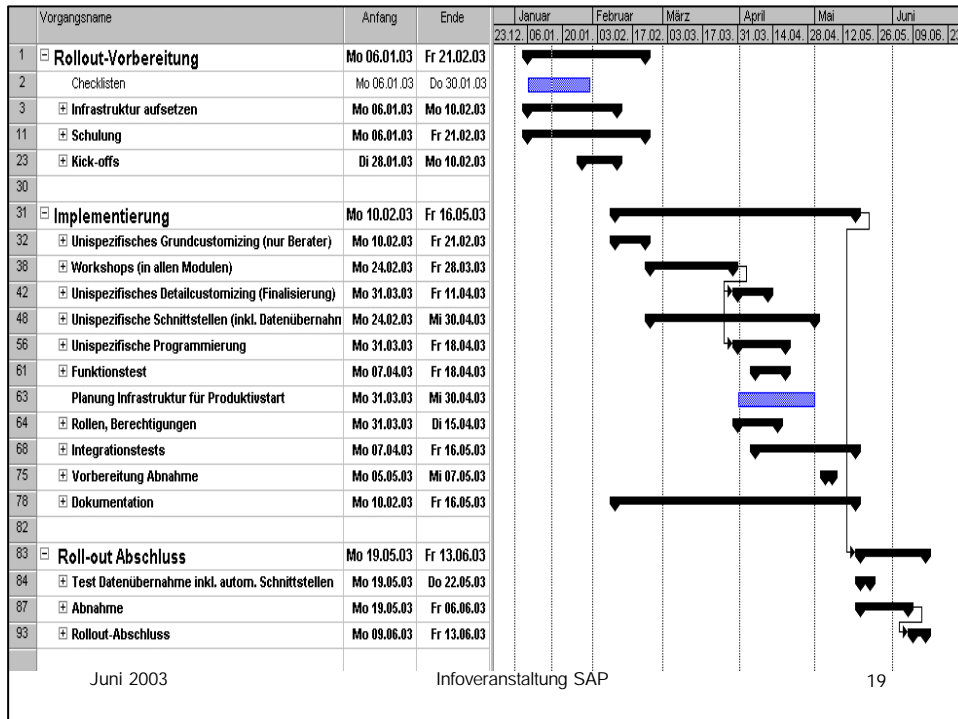 Vorgangsname Anfang Ende Januar Februar März April Mai Juni
23.12. 06.01. 20.01. 03.02. 17.02. 03.03. 17.03. 31.03. 14.04. 28.04. 12.05. 26.05. 09.06. 23
1 Rollout-Vorbereitung Mo 06.01.03 Fr 21.02.03
2 Checklisten Mo 06.01.03 Do 30.01.03
3 Infrastruktur aufsetzen Mo 06.01.03 Mo 10.02.03
11 Schulung Mo 06.01.03 Fr 21.02.03
23 Kick-offs Di 28.01.03 Mo 10.02.03
30
31 Implementierung Mo 10.02.03 Fr 16.05.03
32 Unispezifisches Grundcustomizing (nur Berater) Mo 10.02.03 Fr 21.02.03
38 Workshops (in allen Modulen) Mo 24.02.03 Fr 28.03.03
42 Unispezifisches Detailcustomizing (Finalisierung) Mo 31.03.03 Fr 11.04.03
48 Unispezifische Schnittstellen (inkl. Datenübernahn Mo 24.02.03 Mi 30.04.03
56 Unispezifische Programmierung Mo 31.03.03 Fr 18.04.03
61 Funktionstest Mo 07.04.03 Fr 18.04.03
63 Planung Infrastruktur für Produktivstart Mo 31.03.03 Mi 30.04.03
64 Rollen, Berechtigungen Mo 31.03.03 Di 15.04.03
68 Integrationstests Mo 07.04.03 Fr 16.05.03
75 Vorbereitung Abnahme Mo 05.05.03 Mi 07.05.03
78 Dokumentation Mo 10.02.03 Fr 16.05.03
82
83 Roll-out Abschluss Mo 19.05.03 Fr 13.06.03
84 Test Datenübernahme inkl. autom. Schnittstellen Mo 19.05.03 Do 22.05.03
87 Abnahme Mo 19.05.03 Fr 06.06.03
93 Rollout-Abschluss Mo 09.06.03 Fr 13.06.03
Juni 2003 Infoveranstaltung SAP 19